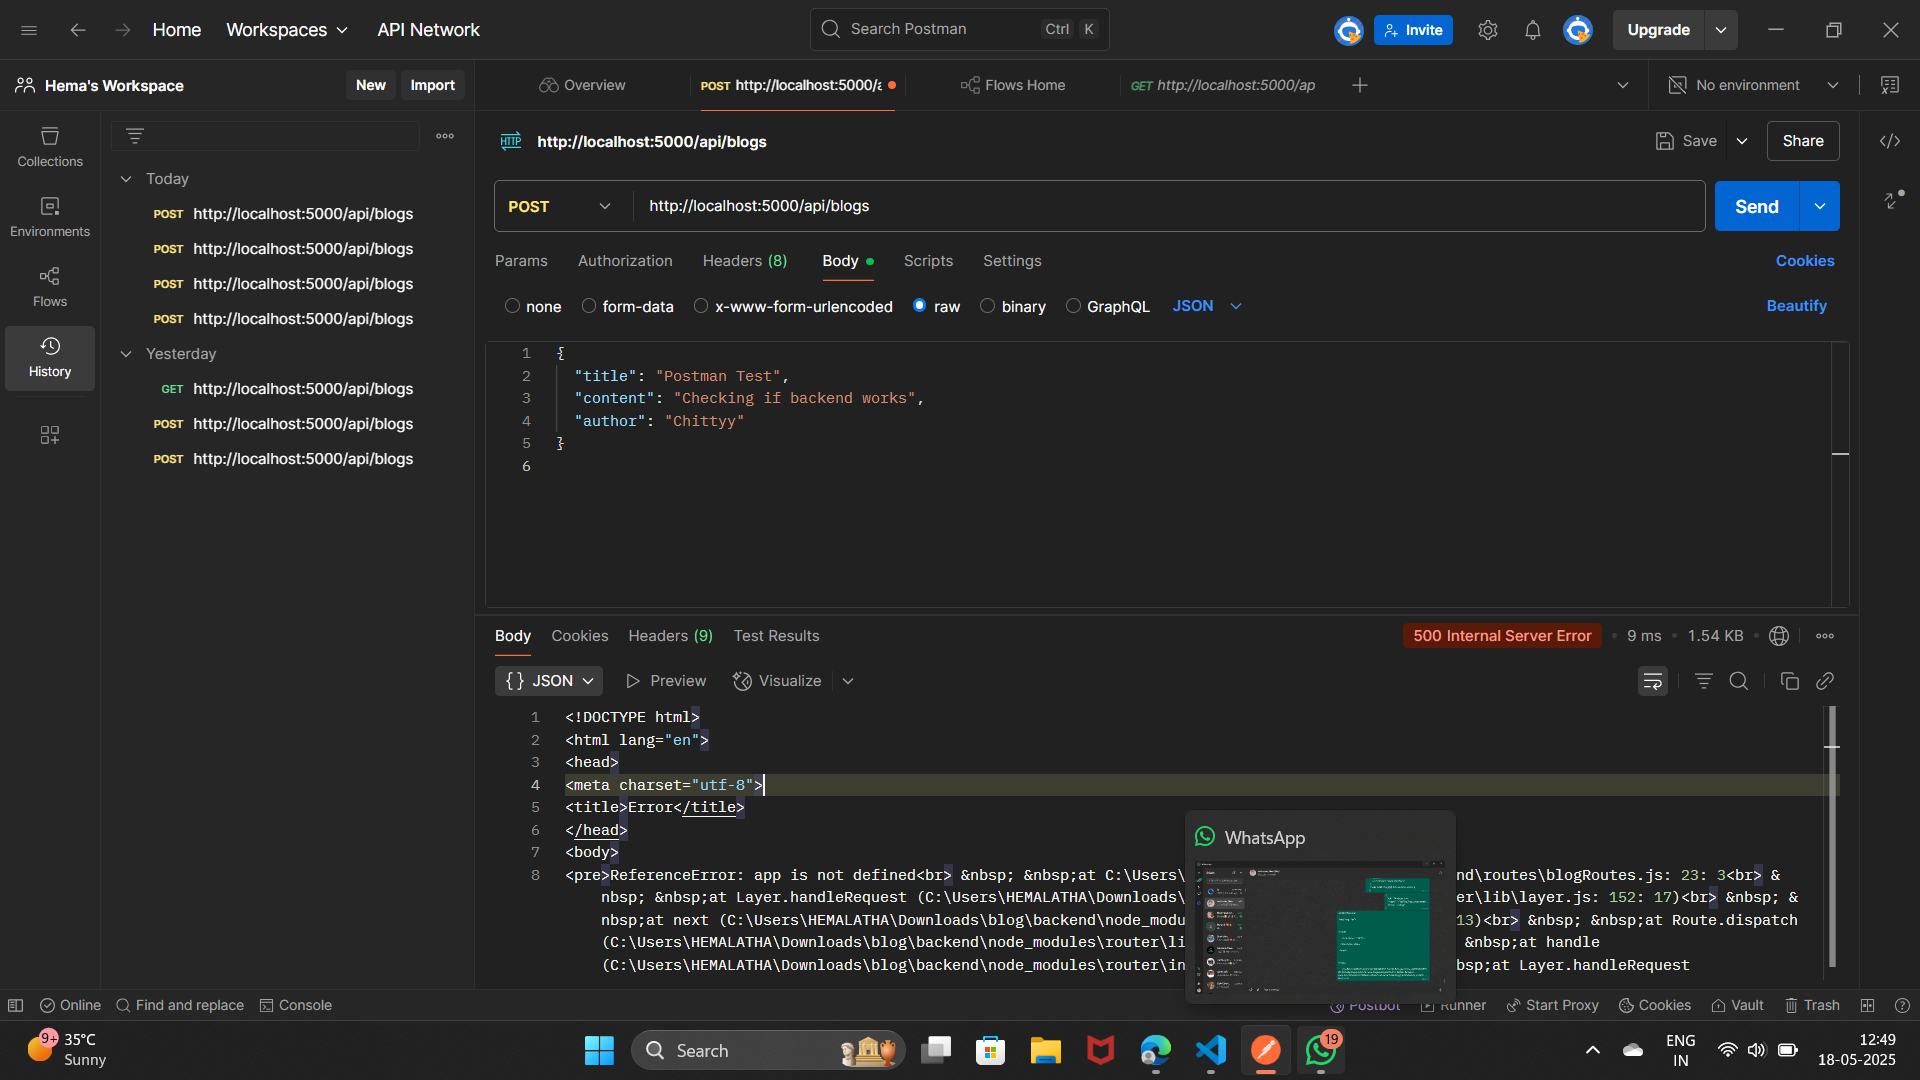 Home
Workspaces
API Network
Search Postman
Ctrl K
Invite
Upgrade
Hema's Workspace
New
Import
Overview
POST http://localhost:5000/a
Flows Home
GET http://localhost:5000/ap
No environment
Collections
Environments
Flows
History
Today
POST http://localhost:5000/api/blogs
POST http://localhost:5000/api/blogs
POST http://localhost:5000/api/blogs
POST http://localhost:5000/api/blogs
Yesterday
GET http://localhost:5000/api/blogs
POST http://localhost:5000/api/blogs
POST http://localhost:5000/api/blogs
HTTP http://localhost:5000/api/blogs
Save
Share
POST http://localhost:5000/api/blogs
Send
Params Authorization Headers (8) Body Scripts Settings
Cookies
none form-data x-www-form-urlencoded raw binary GraphQL JSON
Beautify
1 {
2 "title": "Postman Test",
3 "content": "Checking if backend works",
4 "author": "Chittyy"
5 }
6
Body Cookies Headers (9) Test Results
500 Internal Server Error • 9 ms • 1.54 KB
{} JSON Preview Visualize
1 <!DOCTYPE html>
2 <html lang="en">
3 <head>
4 <meta charset="utf-8">
5 <title>Error</title>
6 </head>
7 <body>
8 <pre>ReferenceError: app is not defined<br> &nbsp; &nbsp;at C:\Users\ nd\routes\blogRoutes.js: 23: 3<br> &
nbsp; &nbsp;at Layer.handleRequest (C:\Users\HEMALATHA\Downloads\ er\lib\layer.js: 152: 17)<br> &nbsp; &
nbsp;at next (C:\Users\HEMALATHA\Downloads\blog\backend\node_modu 13)<br> &nbsp; &nbsp;at Route.dispatch
(C:\Users\HEMALATHA\Downloads\blog\backend\node_modules\router\li &nbsp;at handle
(C:\Users\HEMALATHA\Downloads\blog\backend\node_modules\router\in bsp;at Layer.handleRequest
WhatsApp
Online
Find and replace
Console
Postbot
Runner
Start Proxy
Cookies
Vault
Trash
9+
35°C
Sunny
Search
19
ENG
IN
12:49
18-05-2025